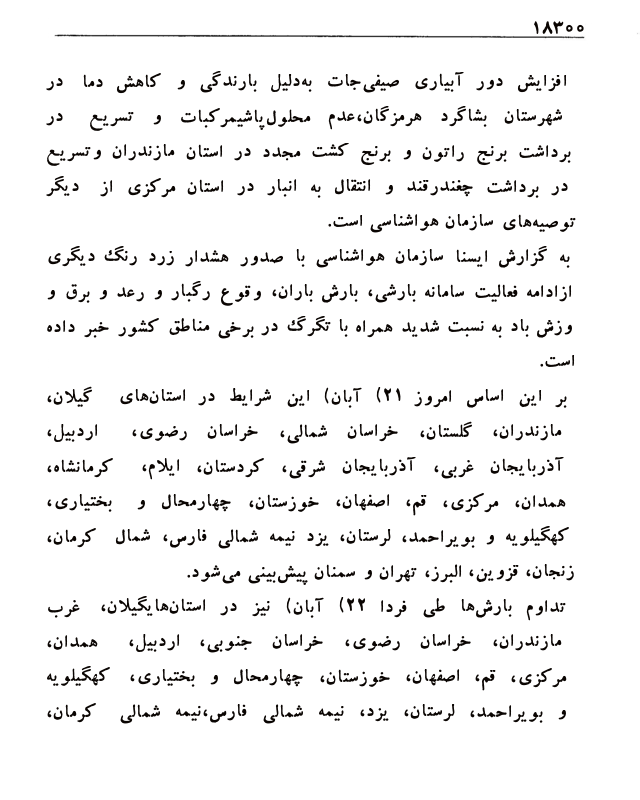 ۱۸۳۰۰
افزایش دور آبیاری صیفی‌جات به‌دلیل بارندگی و کاهش دما در
شهرستان بشاگرد هرمزگان،عدم محلول‌پاشیمرکبات و تسریع در
برداشت برنج راتون و برنج کشت مجدد در استان مازندران وتسریع
در برداشت چغندرقند و انتقال به انبار در استان مرکزی از دیگر
توصیه‌های سازمان هواشناسی است.
به گزارش ایسنا سازمان هواشناسی با صدور هشدار زرد رنگ دیگری
ازادامه فعالیت سامانه بارشی، بارش باران، وقوع رگبار و رعد و برق و
وزش باد به نسبت شدید همراه با تگرگ در برخی مناطق کشور خبر داده
است.
بر این اساس امروز ۲۱) آبان) این شرایط در استان‌های گیلان،
مازندران، گلستان، خراسان شمالی، خراسان رضوی، اردبیل،
آذربایجان غربی، آذربایجان شرقی، کردستان، ایلام، کرمانشاه،
همدان، مرکزی، قم، اصفهان، خوزستان، چهارمحال و بختیاری،
کهگیلویه و بویراحمد، لرستان، یزد نیمه شمالی فارس، شمال کرمان،
زنجان، قزوین، البرز، تهران و سمنان پیش‌بینی می‌شود.
تداوم بارش‌ها طی فردا ۲۲) آبان) نیز در استان‌هایگیلان، غرب
مازندران، خراسان رضوی، خراسان جنوبی، اردبیل، همدان،
مرکزی، قم، اصفهان، خوزستان، چهارمحال و بختیاری، کهگیلویه
و بویراحمد، لرستان، یزد، نیمه شمالی فارس،نیمه شمالی کرمان،